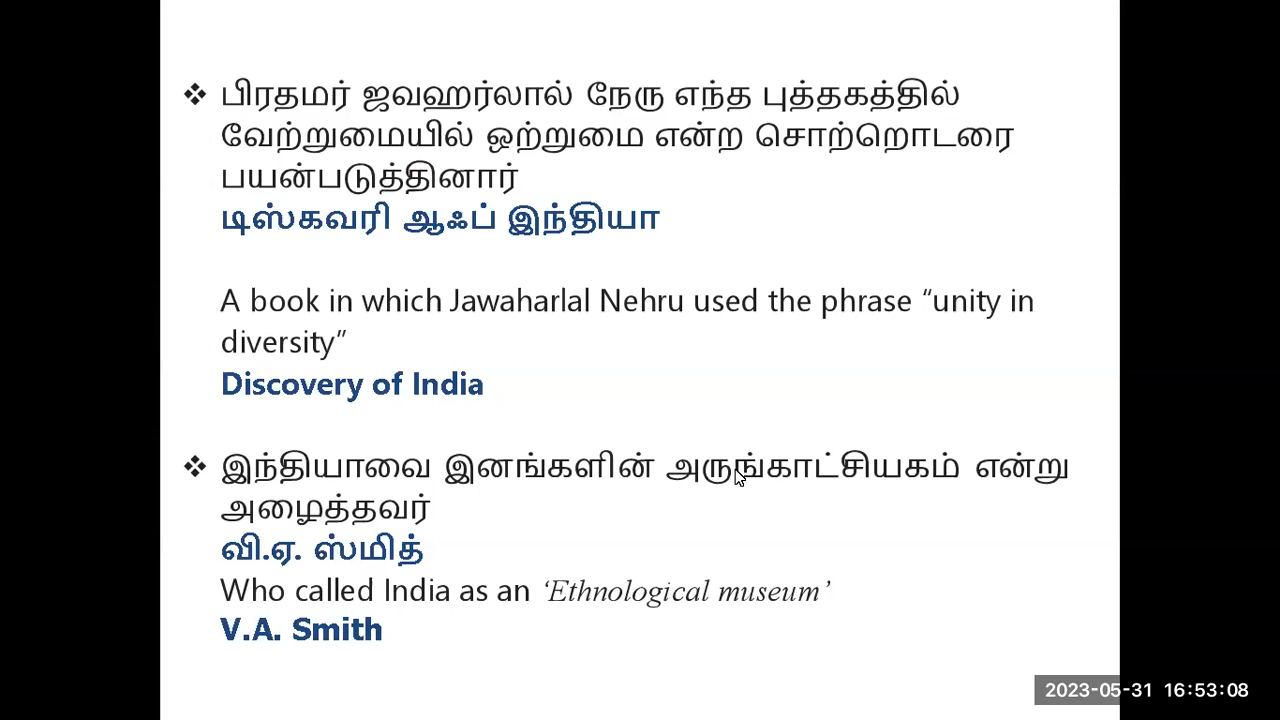 ❖ பிரதமர் ஜவஹர்லால் நேரு எந்த புத்தகத்தில்
வேற்றுமையில் ஒற்றுமை என்ற சொற்றொடரை
பயன்படுத்தினார்
டிஸ்கவரி ஆஃப் இந்தியா
A book in which Jawaharlal Nehru used the phrase “unity in
diversity”
Discovery of India
❖ இந்தியாவை இனங்களின் அருங்காட்சியகம் என்று
அழைத்தவர்
வி.ஏ. ஸ்மித்
Who called India as an ‘Ethnological museum’
V.A. Smith
2023-05-31 16:53:08